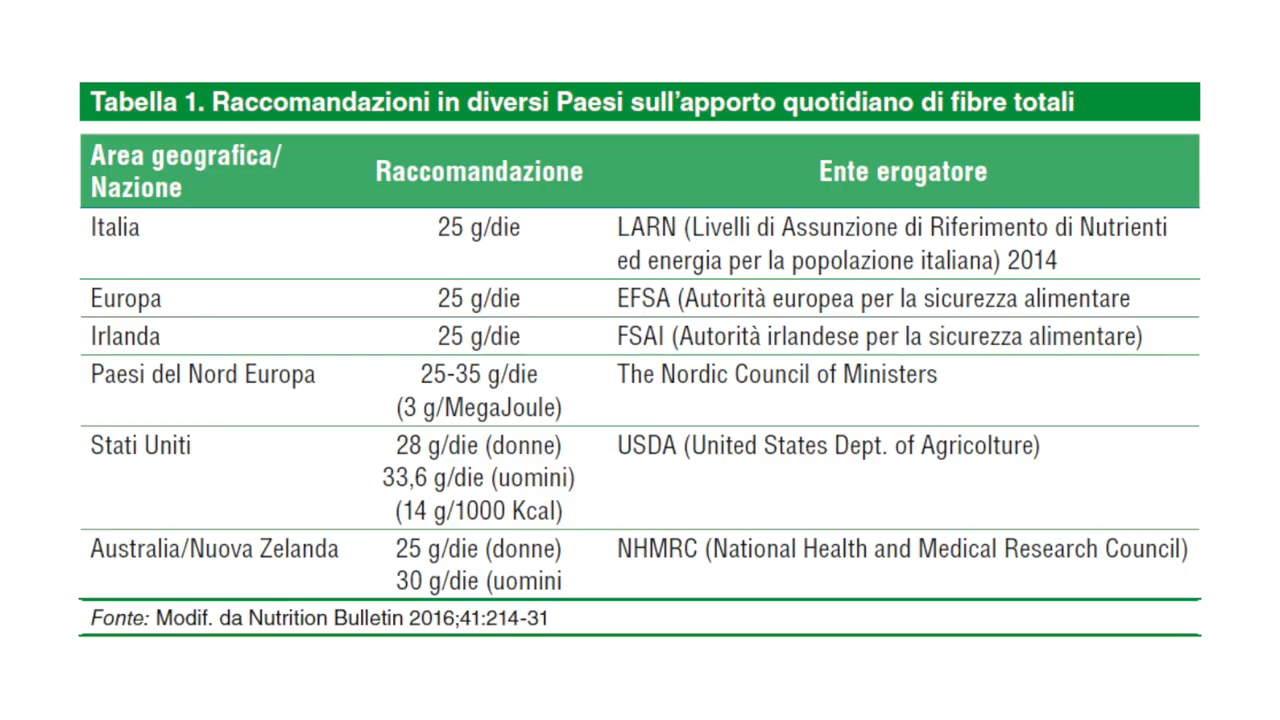 Tabella 1. Raccomandazioni in diversi Paesi sull’apporto quotidiano di fibre totali
Area geografica/
Nazione
Raccomandazione
Ente erogatore
Italia
25 g/die
LARN (Livelli di Assunzione di Riferimento di Nutrienti
ed energia per la popolazione italiana) 2014
Europa
25 g/die
EFSA (Autorità europea per la sicurezza alimentare
Irlanda
25 g/die
FSAI (Autorità irlandese per la sicurezza alimentare)
Paesi del Nord Europa
25-35 g/die
(3 g/MegaJoule)
The Nordic Council of Ministers
Stati Uniti
28 g/die (donne)
33,6 g/die (uomini)
(14 g/1000 Kcal)
USDA (United States Dept. of Agricolture)
Australia/Nuova Zelanda
25 g/die (donne)
30 g/die (uomini
NHMRC (National Health and Medical Research Council)
Fonte: Modif. da Nutrition Bulletin 2016;41:214-31